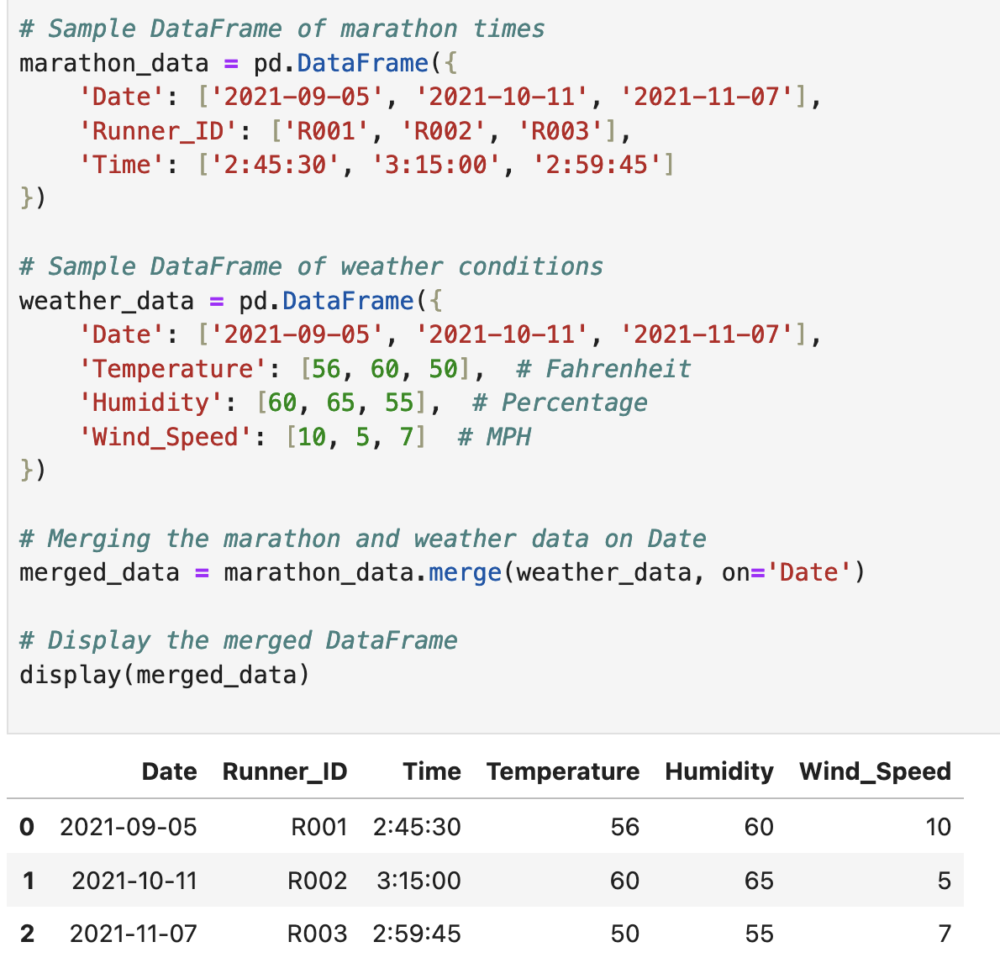 # Sample DataFrame of marathon times
marathon_data = pd.DataFrame({
    'Date': ['2021-09-05', '2021-10-11', '2021-11-07'],
    'Runner_ID': ['R001', 'R002', 'R003'],
    'Time': ['2:45:30', '3:15:00', '2:59:45']
})
# Sample DataFrame of weather conditions
weather_data = pd.DataFrame({
    'Date': ['2021-09-05', '2021-10-11', '2021-11-07'],
    'Temperature': [56, 60, 50],  # Fahrenheit
    'Humidity': [60, 65, 55],  # Percentage
    'Wind_Speed': [10, 5, 7]  # MPH
})
# Merging the marathon and weather data on Date
merged_data = marathon_data.merge(weather_data, on='Date')
# Display the merged DataFrame
display(merged_data)
Date Runner_ID Time Temperature Humidity Wind_Speed
0 2021-09-05 R001 2:45:30 56 60 10
1 2021-10-11 R002 3:15:00 60 65 5
2 2021-11-07 R003 2:59:45 50 55 7